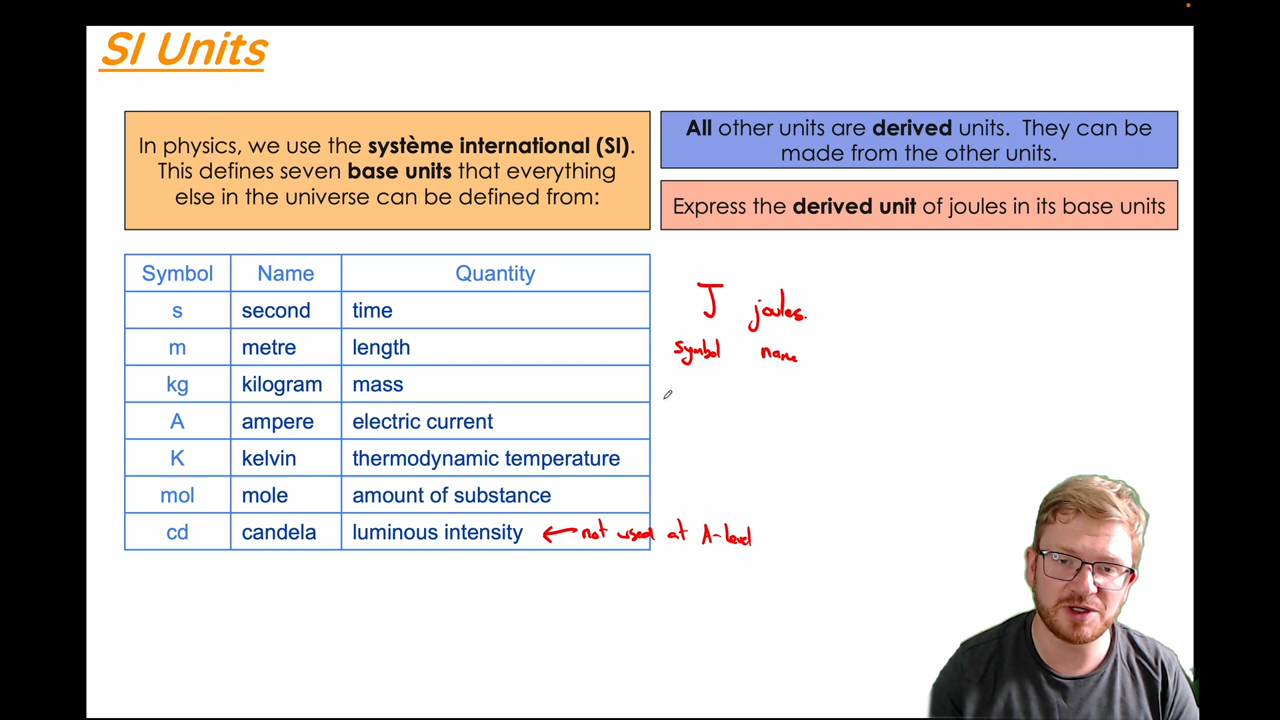 SI Units
In physics, we use the système international (SI).
This defines seven base units that everything
else in the universe can be defined from:
All other units are derived units. They can be
made from the other units.
Express the derived unit of joules in its base units
Symbol Name Quantity
s second time
m metre length
kg kilogram mass
A ampere electric current
K kelvin thermodynamic temperature
mol mole amount of substance
cd candela luminous intensity
J joules.
symbol name
← not used at A-level